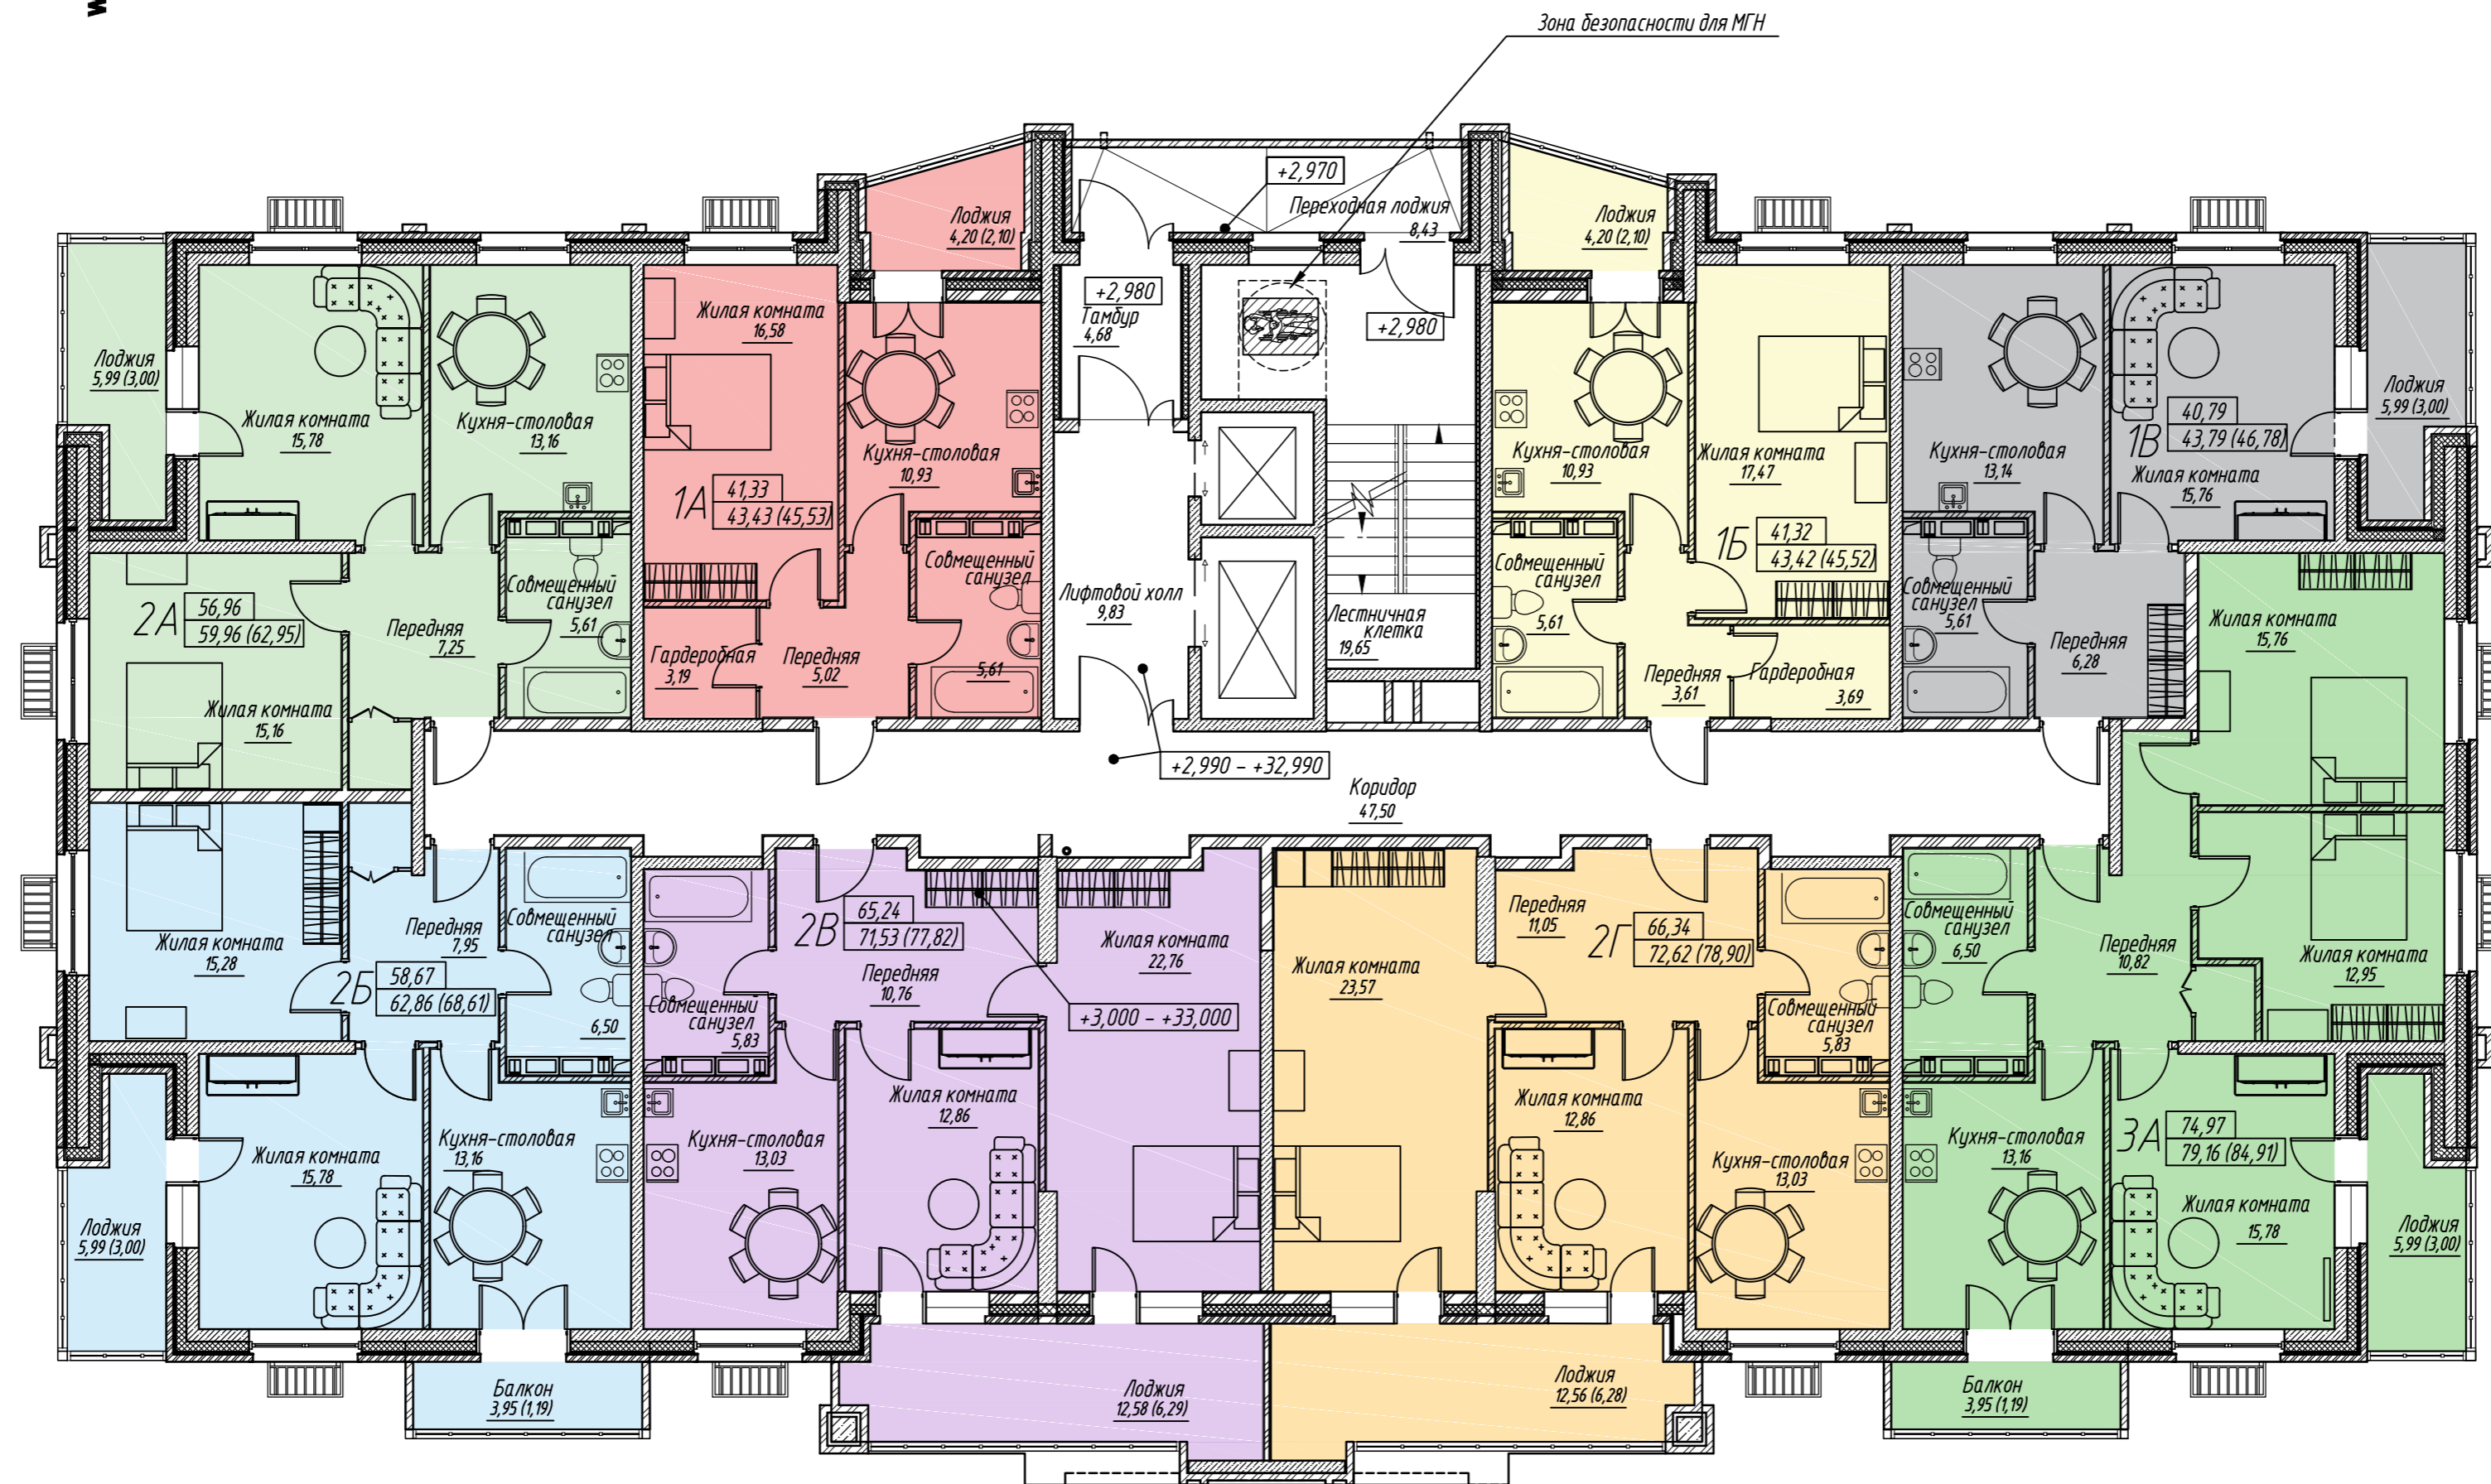 Зона безопасности для МГН
+2,970
Переходная лоджия
8,43
Лоджия
4,20 (2,10)
Лоджия
4,20 (2,10)
+2,980
Тамбур
4,68
+2,980
Лоджия
5,99 (3,00)
Жилая комната
15,78
Кухня-столовая
13,16
2А
56,96
59,96 (62,95)
Передняя
7,25
Совмещенный
санузел
5,61
Жилая комната
15,16
Жилая комната
16,58
Кухня-столовая
10,93
1А
41,33
43,43 (45,53)
Совмещенный
санузел
5,61
Гардеробная
3,19
Передняя
5,02
Лифтовой холл
9,83
Лестничная
клетка
19,65
Кухня-столовая
10,93
Жилая комната
17,47
1Б
41,32
43,42 (45,52)
Совмещенный
санузел
5,61
Передняя
3,61
Гардеробная
3,69
Кухня-столовая
13,14
1В
40,79
43,79 (46,78)
Жилая комната
15,76
Лоджия
5,99 (3,00)
Совмещенный
санузел
5,61
Передняя
6,28
Жилая комната
15,76
+2,990 - +32,990
Коридор
47,50
Жилая комната
15,28
Передняя
7,95
Совмещенный
санузел
6,50
2Б
58,67
62,86 (68,61)
Жилая комната
15,78
Кухня-столовая
13,16
Лоджия
5,99 (3,00)
Балкон
3,95 (1,19)
2В
65,24
71,53 (77,82)
Передняя
10,76
Совмещенный
санузел
5,83
Жилая комната
22,76
+3,000 - +33,000
Жилая комната
12,86
Кухня-столовая
13,03
Лоджия
12,58 (6,29)
Жилая комната
23,57
Передняя
11,05
2Г
66,34
72,62 (78,90)
Совмещенный
санузел
5,83
Жилая комната
12,86
Кухня-столовая
13,03
Лоджия
12,56 (6,28)
Совмещенный
санузел
6,50
Передняя
10,82
Жилая комната
12,95
3А
74,97
79,16 (84,91)
Кухня-столовая
13,16
Жилая комната
15,78
Лоджия
5,99 (3,00)
Балкон
3,95 (1,19)